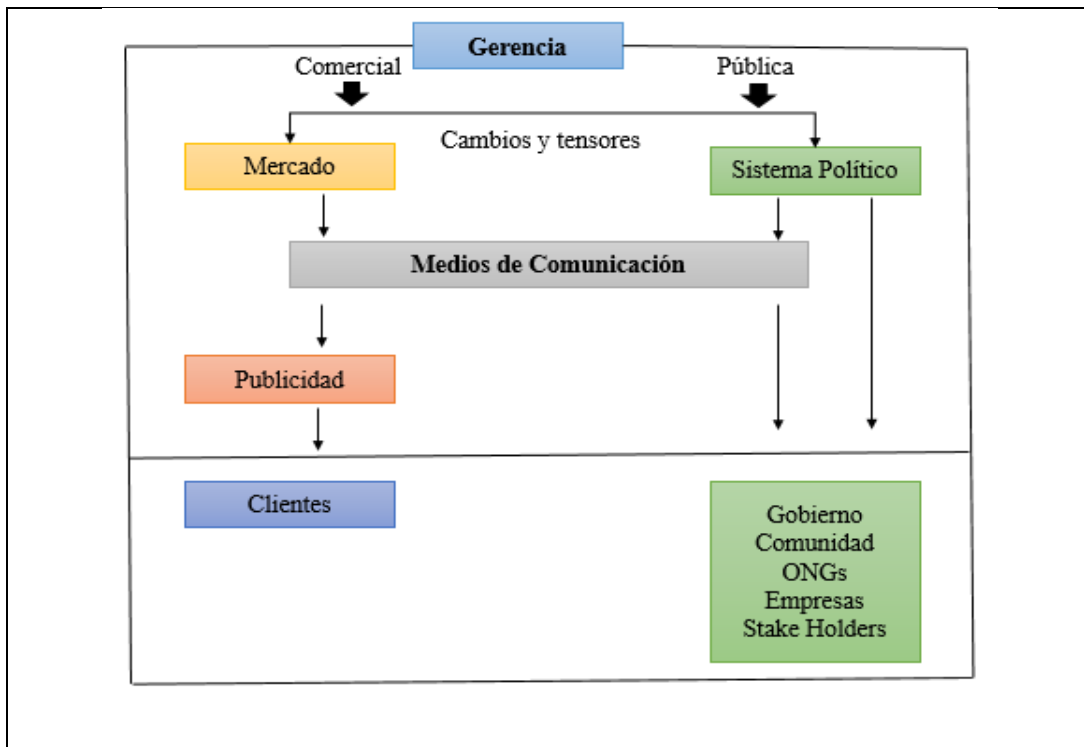 Gerencia
Comercial
Pública
Cambios y tensores
Mercado
Sistema Político
Medios de Comunicación
Publicidad
Clientes
Gobierno
Comunidad
ONGs
Empresas
Stake Holders